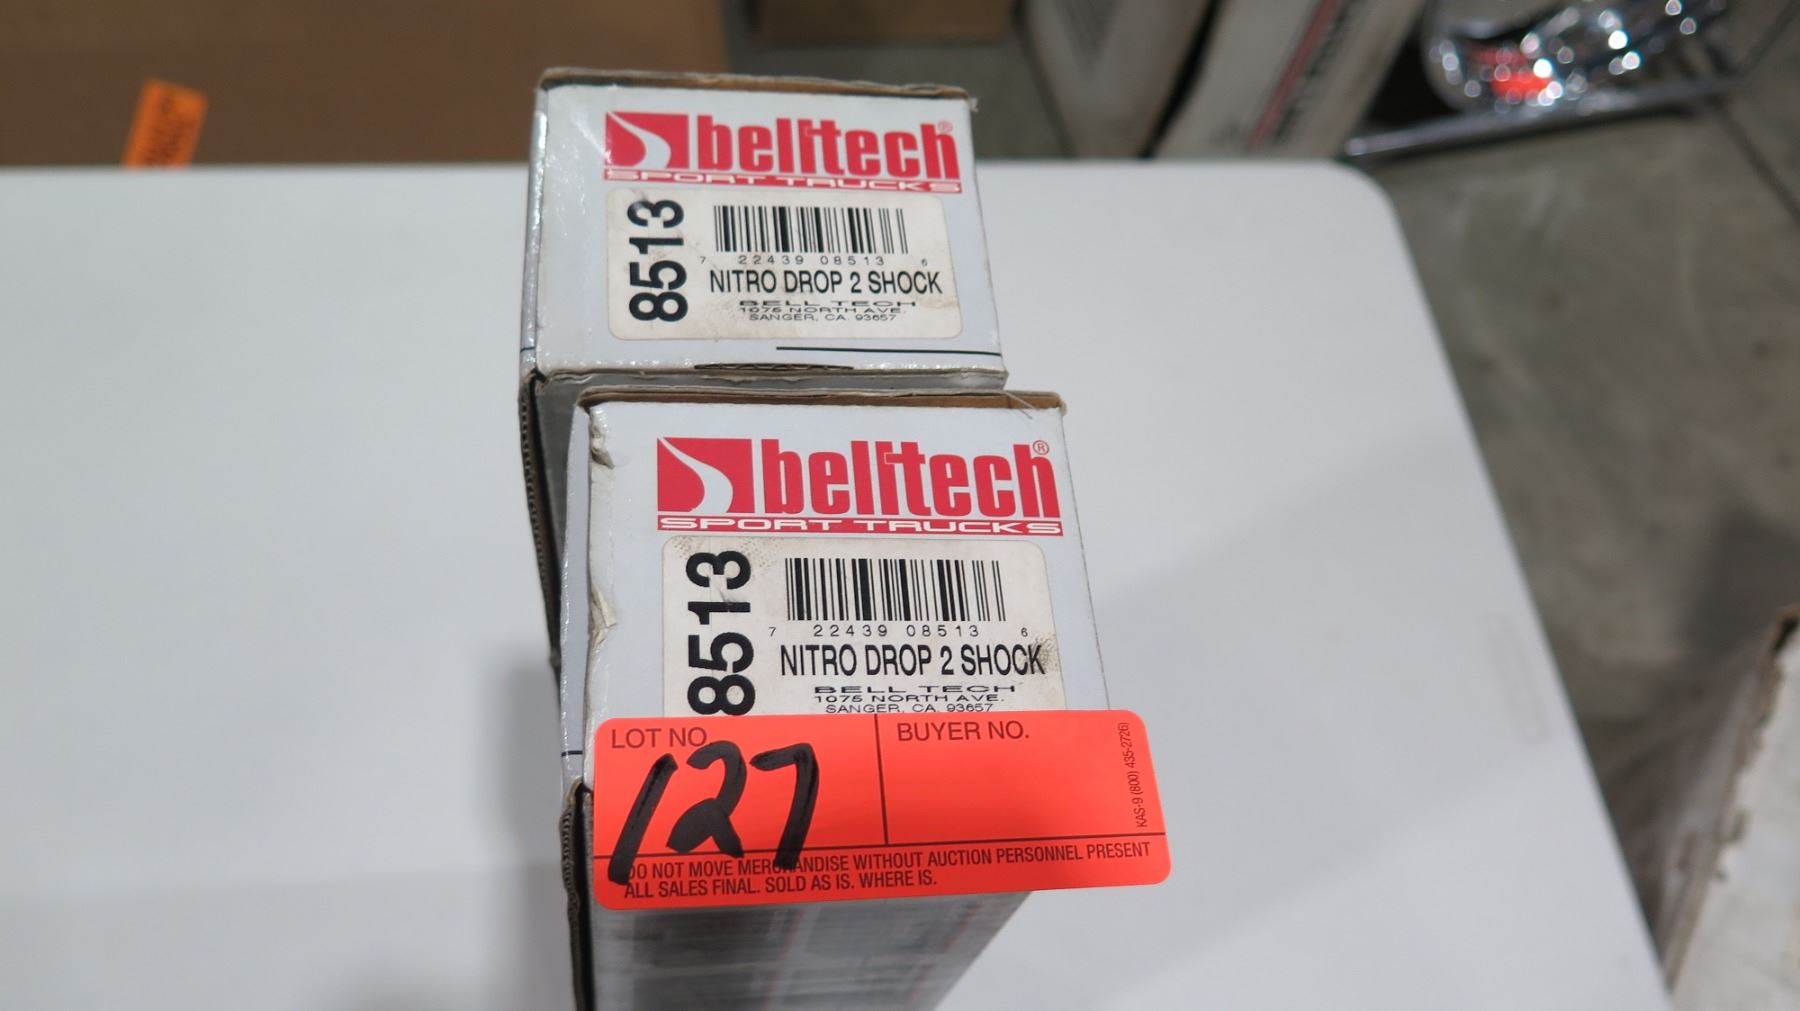 belltech®
SPORT TRUCKS
8513
7 22439 08513 6
NITRO DROP 2 SHOCK
BELL TECH
1075 NORTH AVE.
SANGER, CA. 93657
belltech®
SPORT TRUCKS
8513
7 22439 08513 6
NITRO DROP 2 SHOCK
BELL TECH
1075 NORTH AVE.
SANGER, CA. 93657
LOT NO.
127
BUYER NO.
KAS-9 (800) 435-2726)
DO NOT MOVE MERCHANDISE WITHOUT AUCTION PERSONNEL PRESENT
ALL SALES FINAL. SOLD AS IS. WHERE IS.